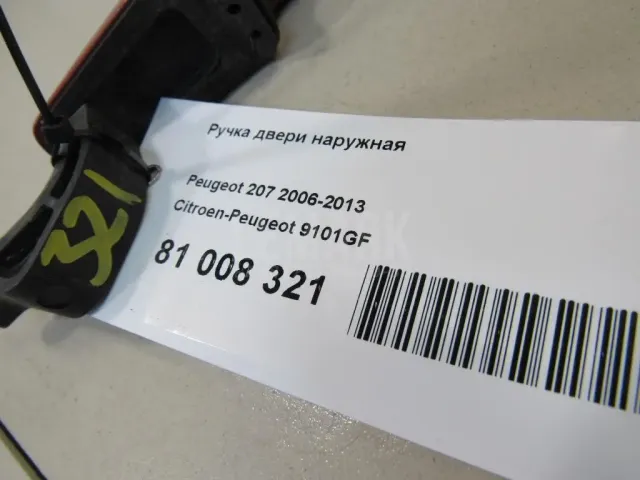 Ручка двери наружная
Peugeot 207 2006-2013
Citroen-Peugeot 9101GF
81 008 321
321